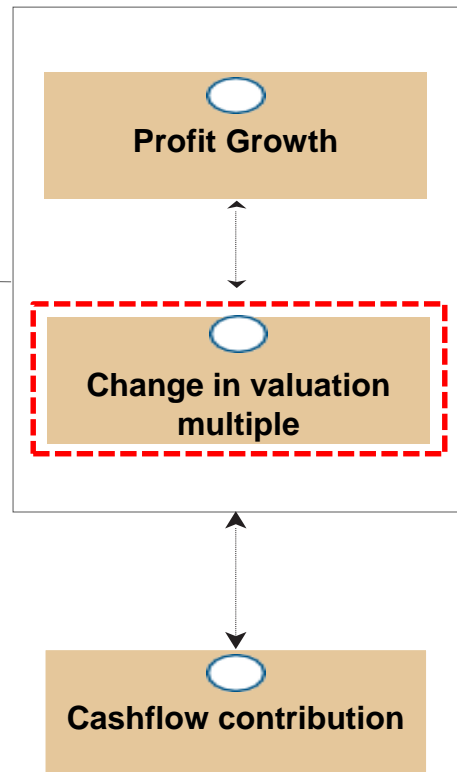 Profit Growth
Change in valuation
multiple
Cashflow contribution